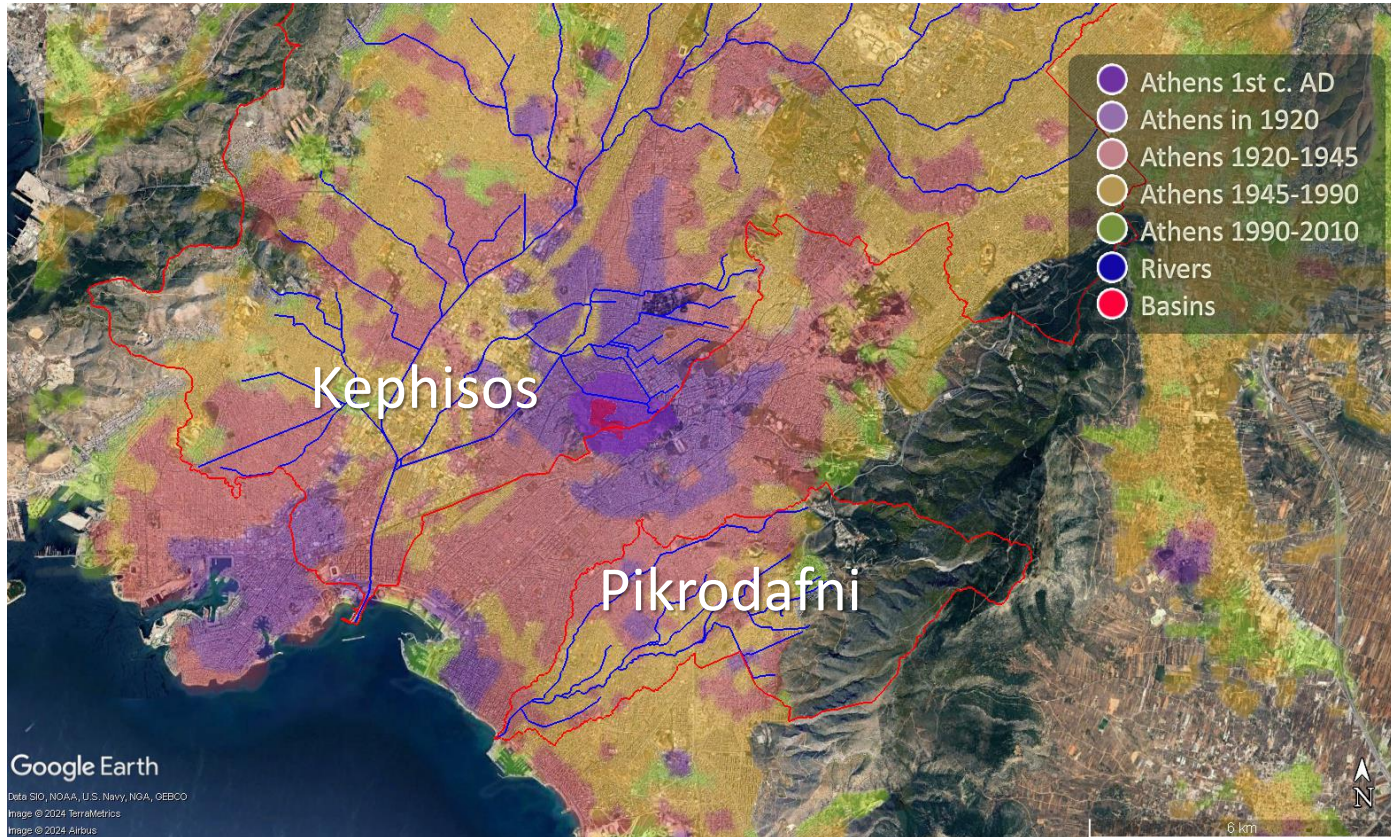 Athens 1st c. AD
Athens in 1920
Athens 1920-1945
Athens 1945-1990
Athens 1990-2010
Rivers
Basins
Kephisos
Pikrodafni
Google Earth
Data SIO, NOAA, U.S. Navy, NGA, GEBCO
Image © 2024 TerraMetrics
Image © 2024 Airbus
N
6 km